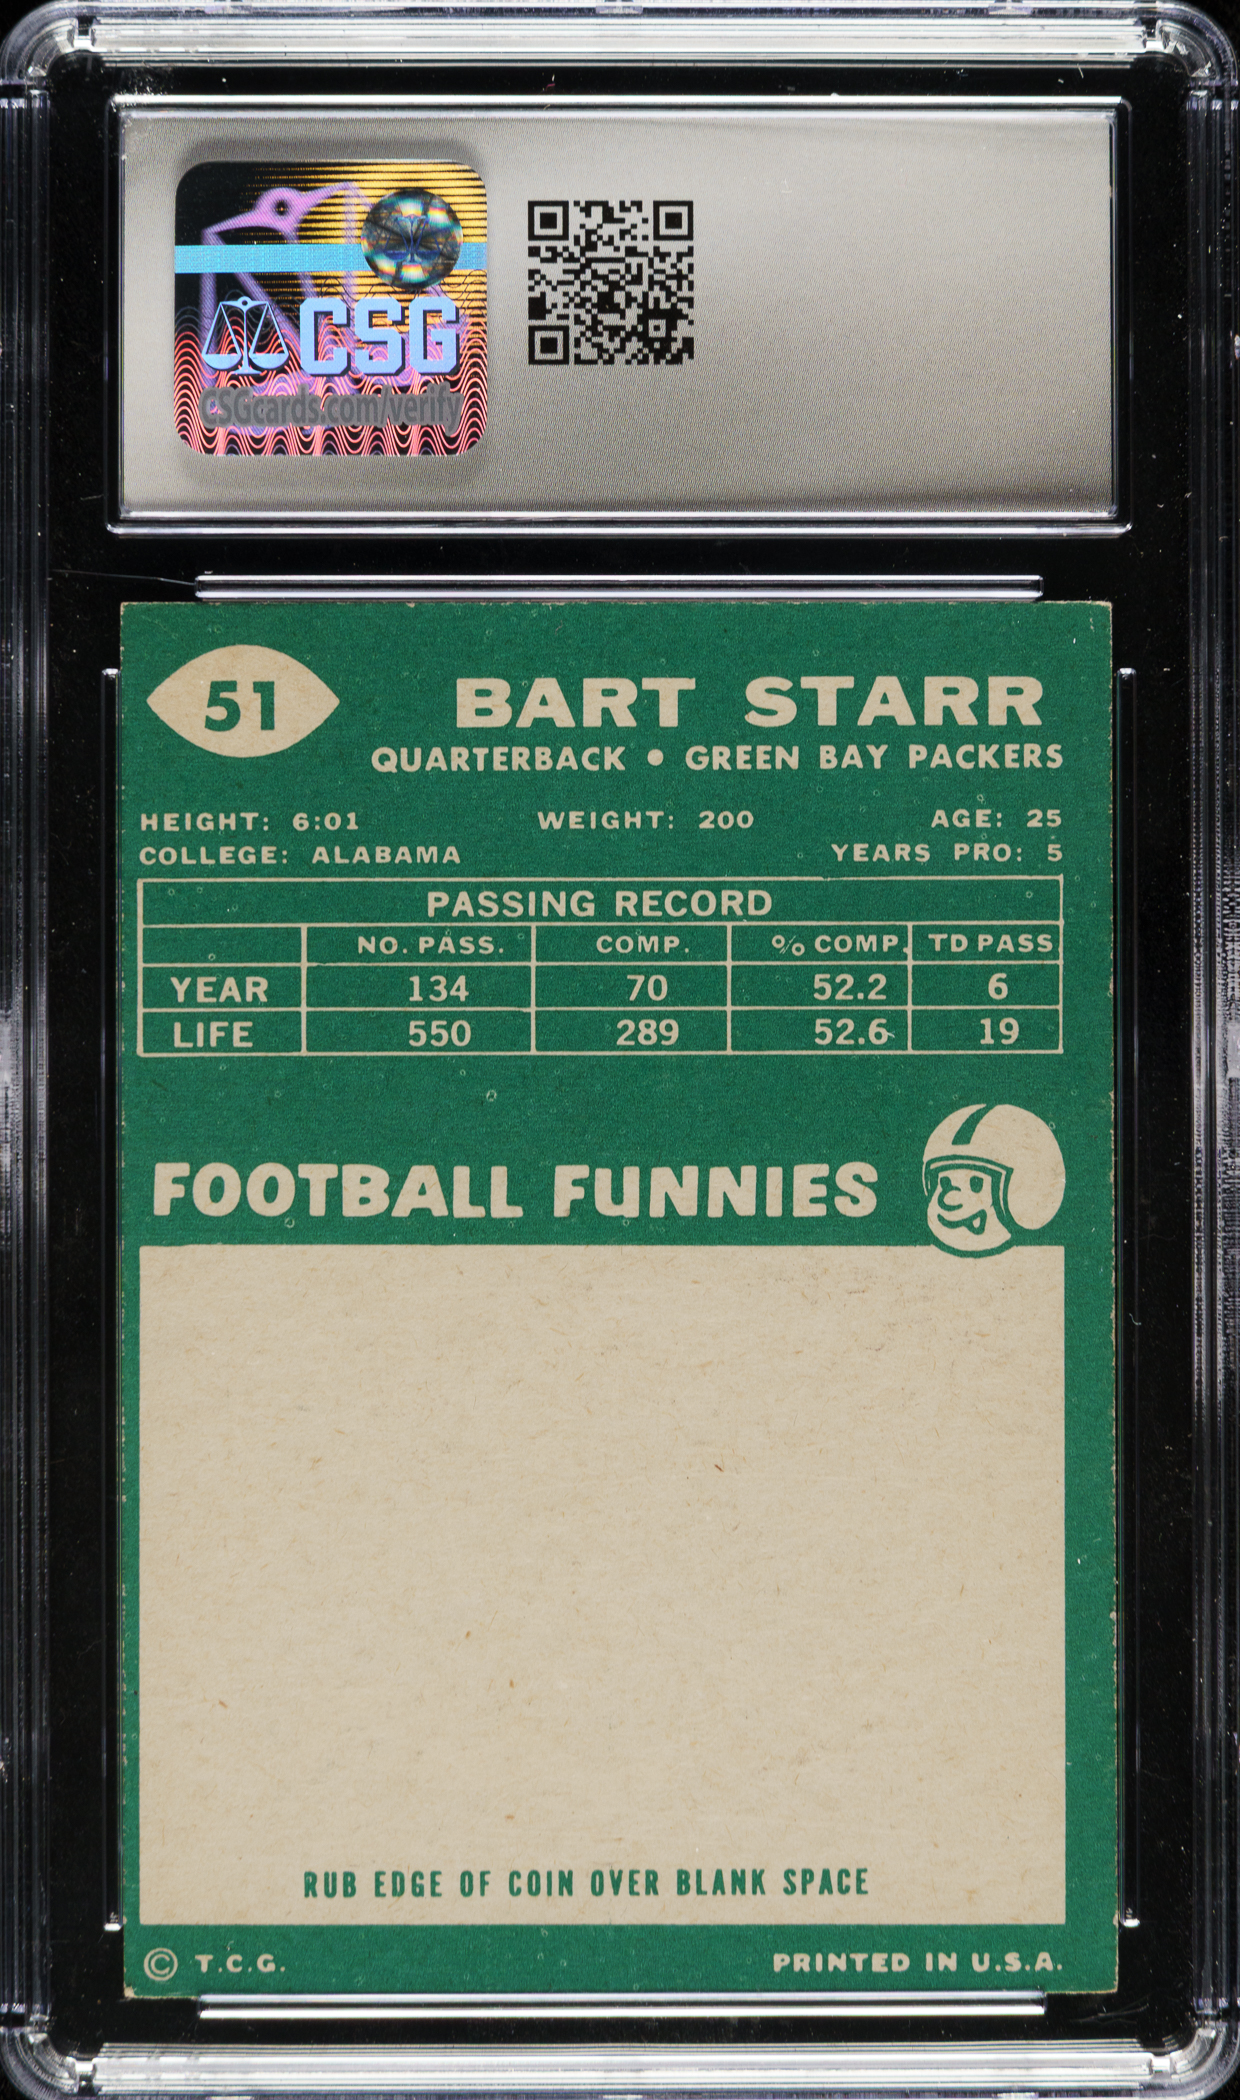 CSG
CSGcards.com/verify
51
BART STARR
QUARTERBACK • GREEN BAY PACKERS
HEIGHT: 6:01 WEIGHT: 200 AGE: 25
COLLEGE: ALABAMA YEARS PRO: 5
PASSING RECORD
NO. PASS. COMP. % COMP. TD PASS
YEAR 134 70 52.2 6
LIFE 550 289 52.6 19
FOOTBALL FUNNIES
RUB EDGE OF COIN OVER BLANK SPACE
© T.C.G. PRINTED IN U.S.A.